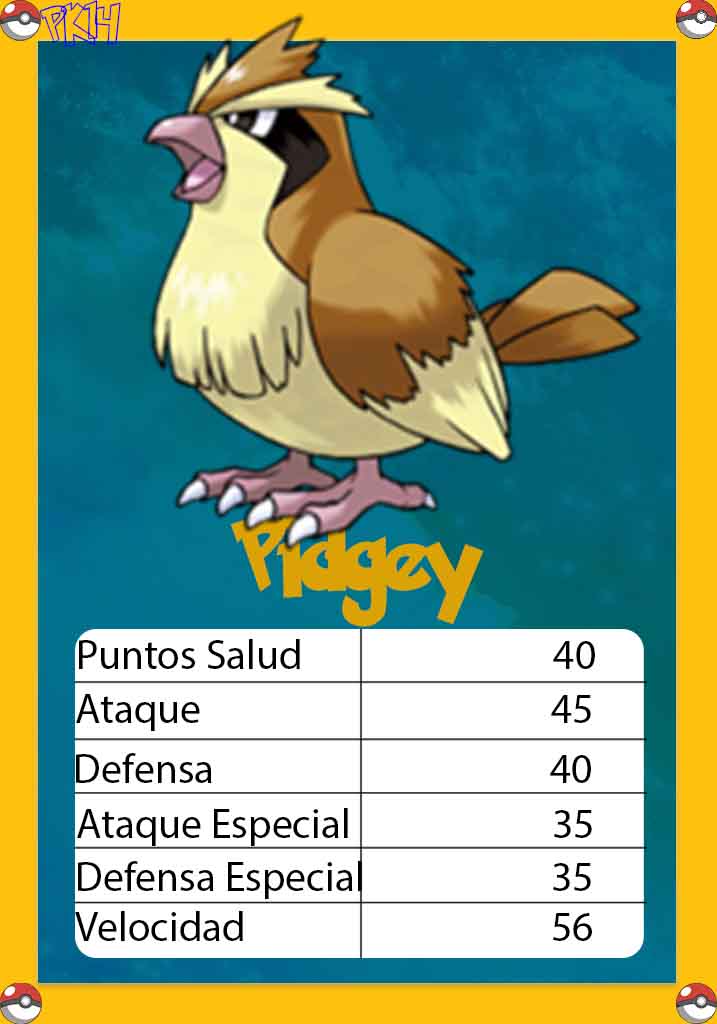 PK14
Pidgey
Puntos Salud 40
Ataque 45
Defensa 40
Ataque Especial 35
Defensa Especial 35
Velocidad 56